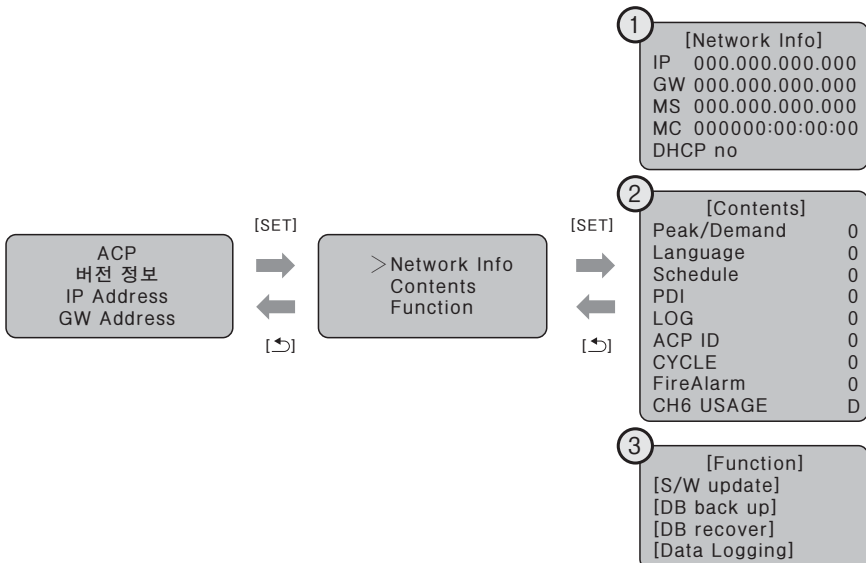 ACP
버전 정보
IP Address
GW Address
[SET]
[⮌]
>Network Info
Contents
Function
[SET]
[⮌]
1
[Network Info]
IP 000.000.000.000
GW 000.000.000.000
MS 000.000.000.000
MC 000000:00:00:00
DHCP no
2
[Contents]
Peak/Demand 0
Language 0
Schedule 0
PDI 0
LOG 0
ACP ID 0
CYCLE 0
FireAlarm 0
CH6 USAGE D
3
[Function]
[S/W update]
[DB back up]
[DB recover]
[Data Logging]